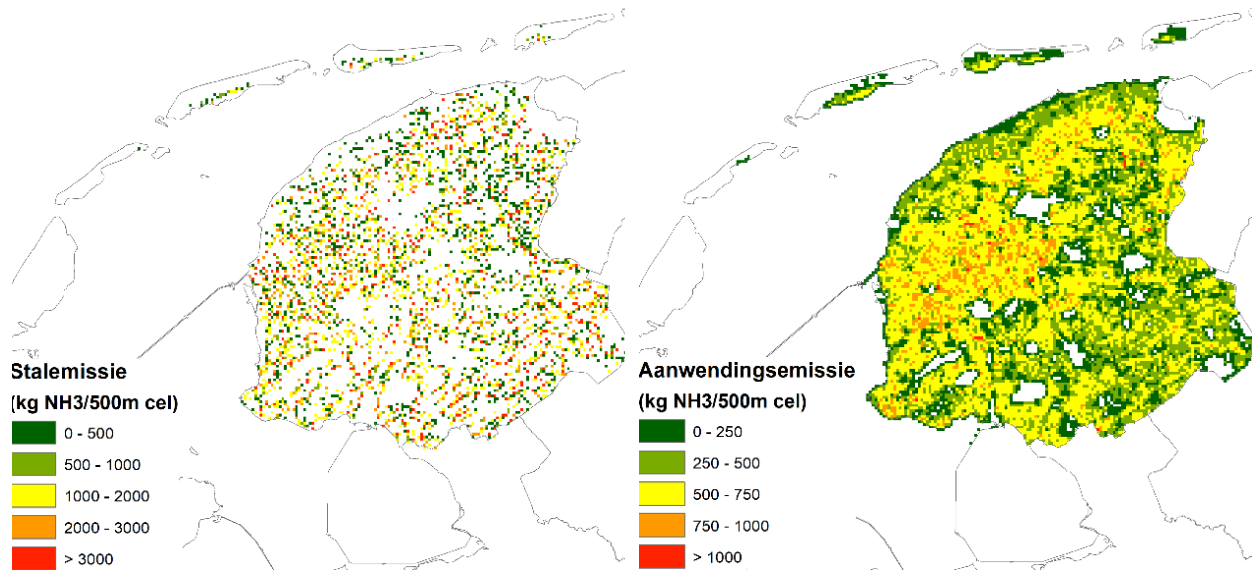 Stalemissie
(kg NH3/500m cel)
0 - 500
500 - 1000
1000 - 2000
2000 - 3000
> 3000
Aanwendingsemissie
(kg NH3/500m cel)
0 - 250
250 - 500
500 - 750
750 - 1000
> 1000